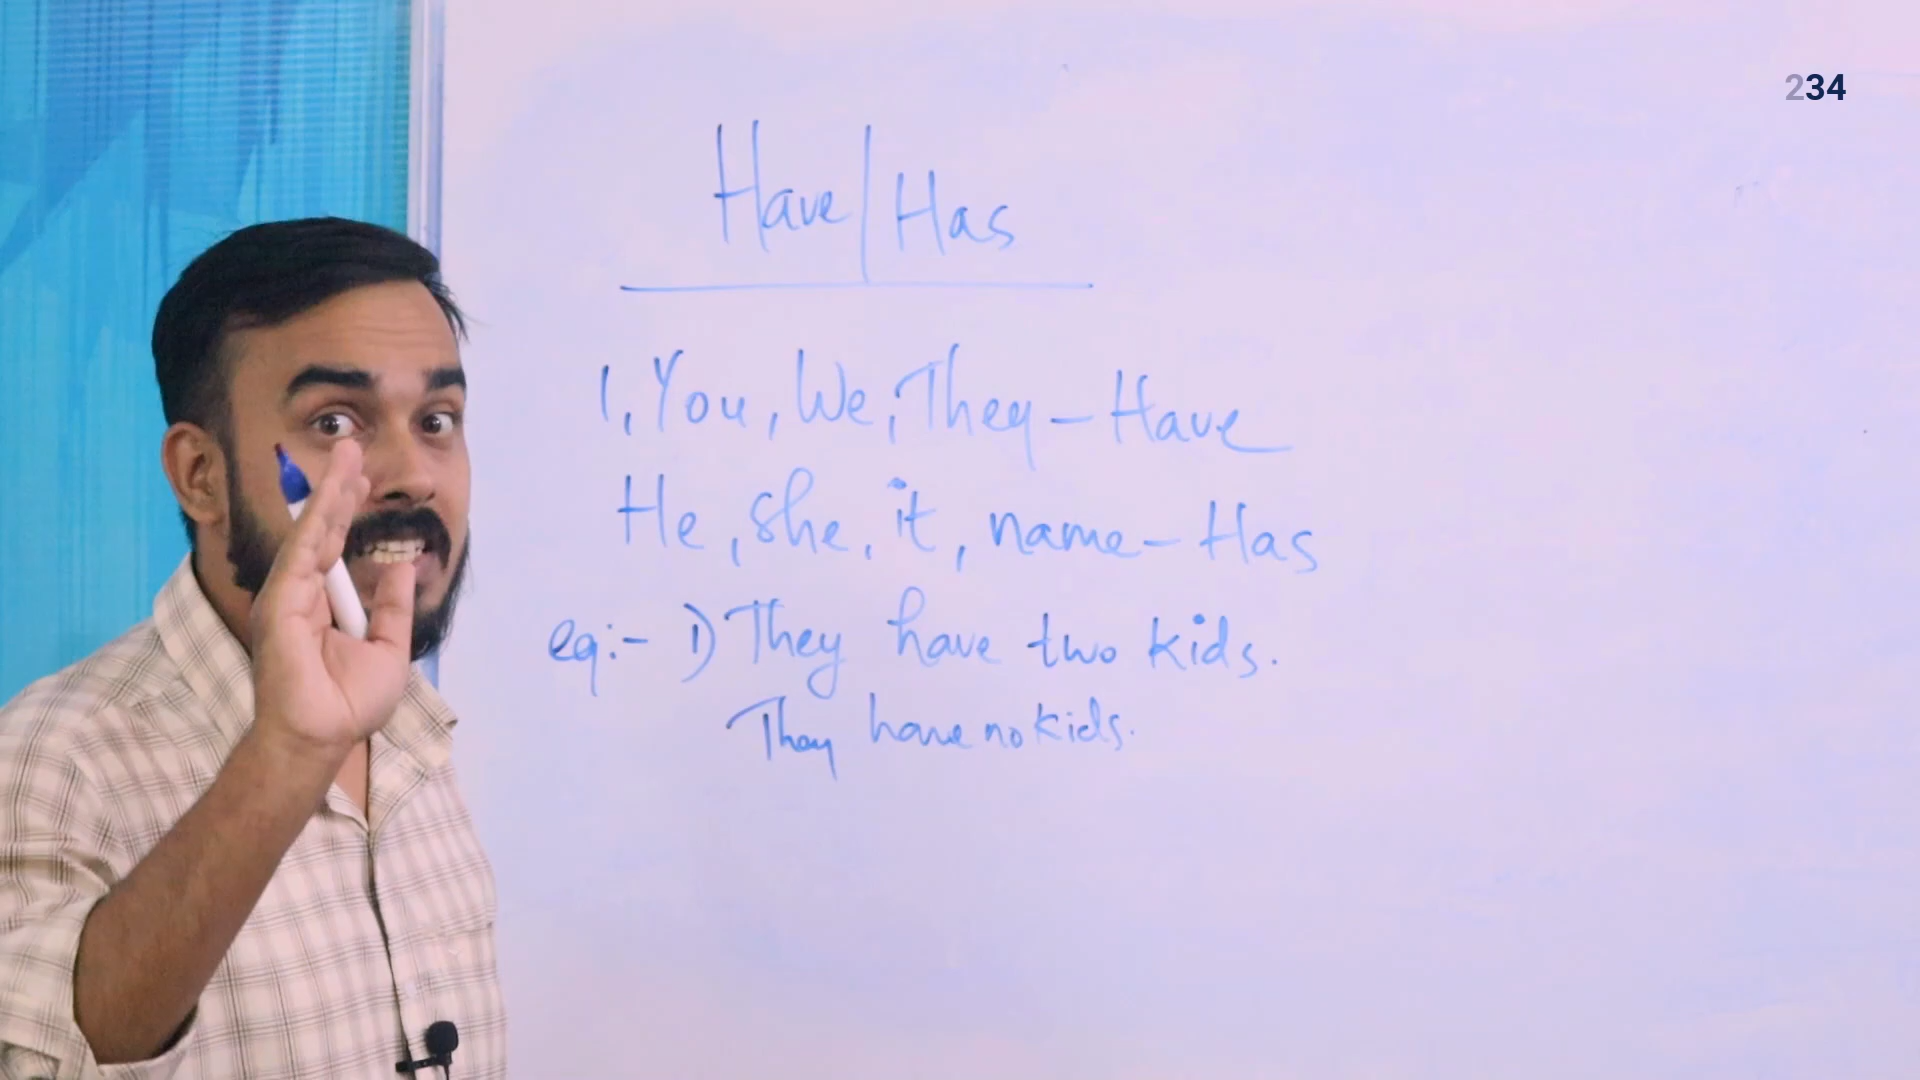 234
Have/Has
I, You, We, They - Have
He, she, it, name - Has
eg:- 1) They have two kids.
They have no kids.